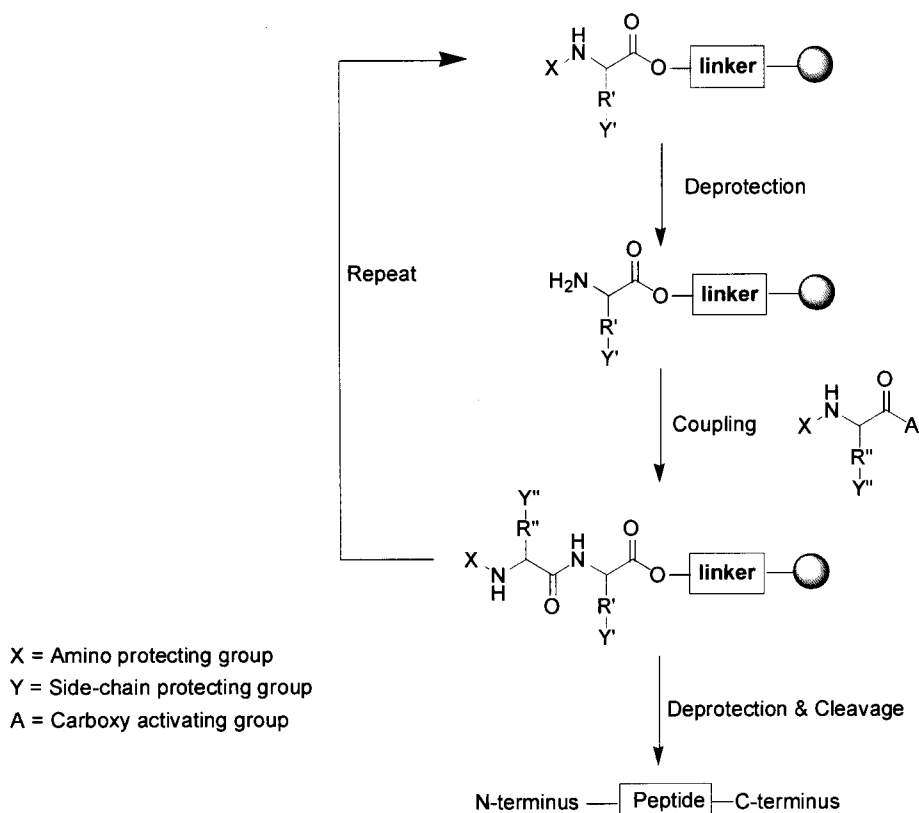 H
N
O
X
O
linker
R'
Y'
Deprotection
Repeat
O
H₂N
O
linker
R'
Y'
Coupling
H
N
O
X
A
R"
Y"
Y"
R"
H
N
O
X
N
H
O
O
linker
R'
Y'
X = Amino protecting group
Y = Side-chain protecting group
A = Carboxy activating group
Deprotection & Cleavage
N-terminus
Peptide
C-terminus